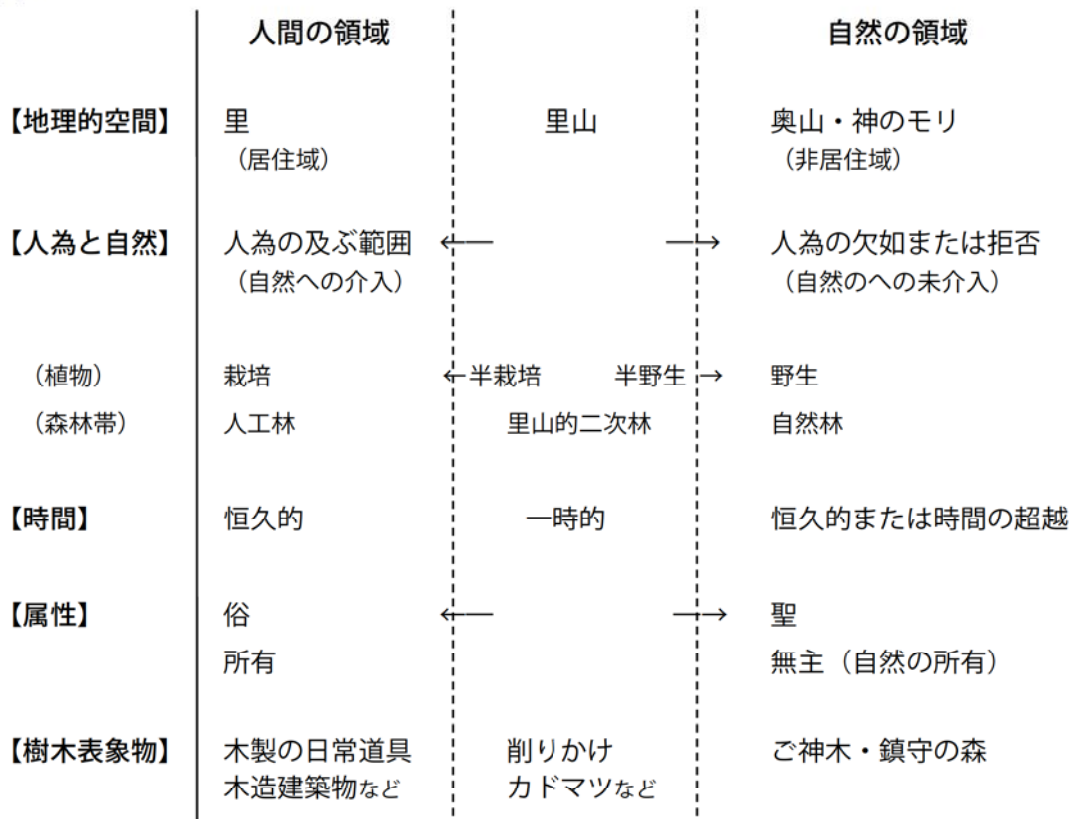 人間の領域 自然の領域
【地理的空間】 里 里山 奥山・神のモリ
（居住域） （非居住域）
【人為と自然】 人為の及ぶ範囲 ←― ―→ 人為の欠如または拒否
（自然への介入） （自然のへの未介入）
（植物） 栽培 ←半栽培 半野生→ 野生
（森林帯） 人工林 里山的二次林 自然林
【時間】 恒久的 一時的 恒久的または時間の超越
【属性】 俗 ←― ―→ 聖
所有 無主（自然の所有）
【樹木表象物】 木製の日常道具 削りかけ ご神木・鎮守の森
木造建築物など カドマツなど